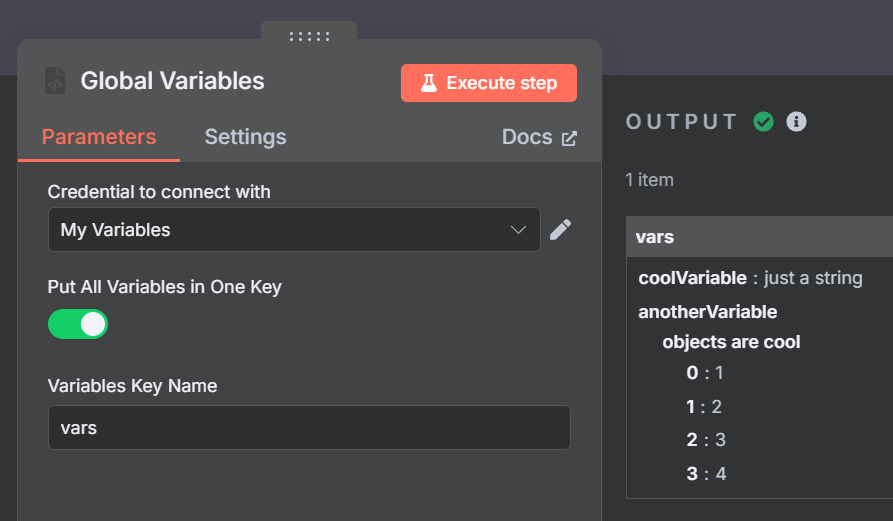 Global Variables
Execute step
Parameters
Settings
Docs
Credential to connect with
My Variables
Put All Variables in One Key
Variables Key Name
vars
OUTPUT
1 item
vars
coolVariable : just a string
anotherVariable
objects are cool
0 : 1
1 : 2
2 : 3
3 : 4